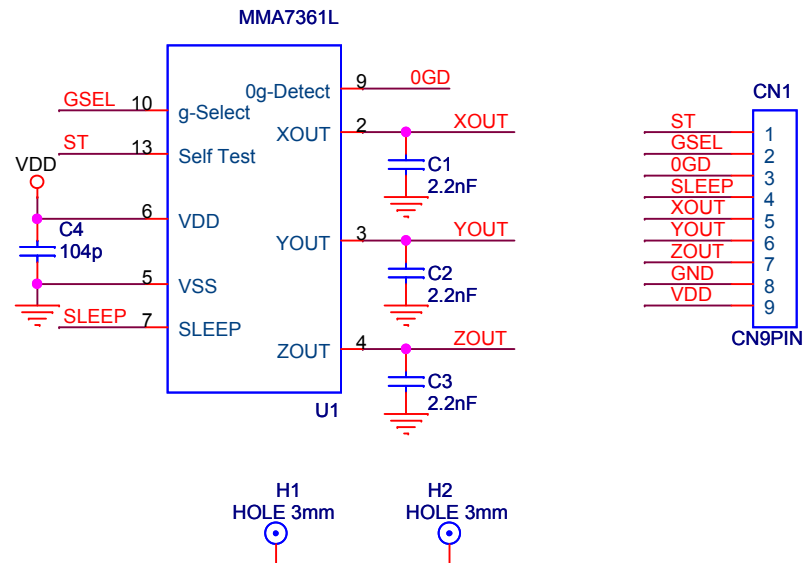 MMA7361L
GSEL 10 g-Select
ST 13 Self Test
VDD
6 VDD
C4
104p
5 VSS
SLEEP 7 SLEEP
0g-Detect 9 0GD
XOUT 2 XOUT
C1
2.2nF
YOUT 3 YOUT
C2
2.2nF
ZOUT 4 ZOUT
C3
2.2nF
U1
CN1
ST 1
GSEL 2
0GD 3
SLEEP 4
XOUT 5
YOUT 6
ZOUT 7
GND 8
VDD 9
CN9PIN
H1
HOLE 3mm
H2
HOLE 3mm